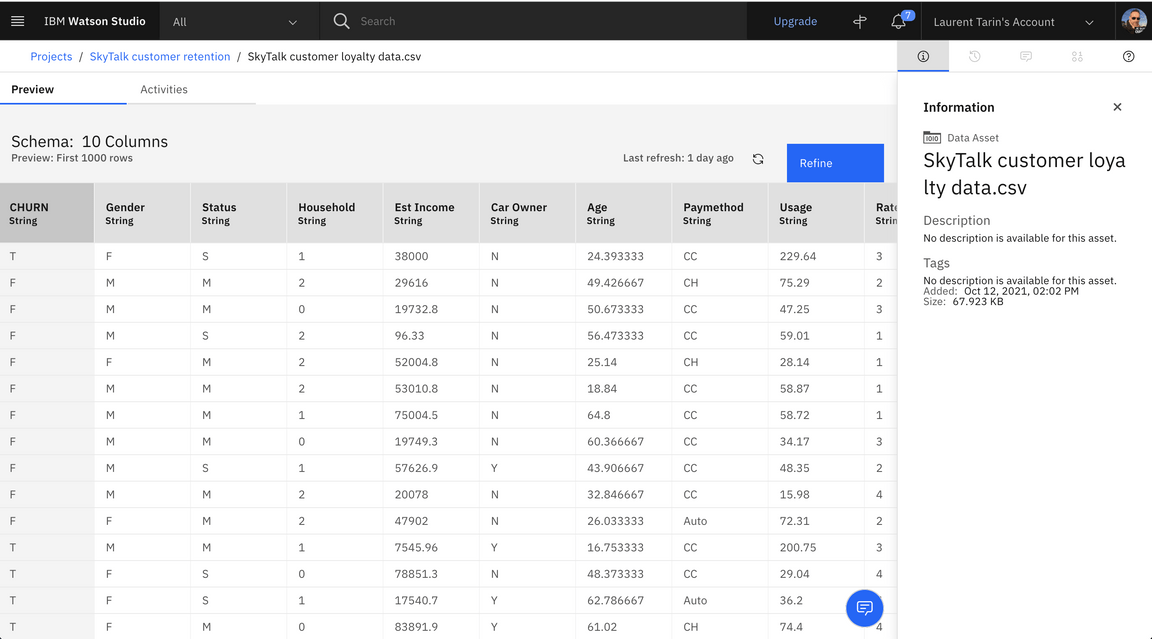 IBM Watson Studio
All
Search
Upgrade
7
Laurent Tarin's Account
Projects / SkyTalk customer retention / SkyTalk customer loyalty data.csv
Preview
Activities
Schema: 10 Columns
Preview: First 1000 rows
Last refresh: 1 day ago
Refine
CHURN Gender Status Household Est Income Car Owner Age Paymethod Usage Rate
String String String String String String String String String Strin
T F S 1 38000 N 24.393333 CC 229.64 3
F M M 2 29616 N 49.426667 CH 75.29 2
F M M 0 19732.8 N 50.673333 CC 47.25 3
F M S 2 96.33 N 56.473333 CC 59.01 1
F F M 2 52004.8 N 25.14 CH 28.14 1
F M M 2 53010.8 N 18.84 CC 58.87 1
F M M 1 75004.5 N 64.8 CC 58.72 1
F M M 0 19749.3 N 60.366667 CC 34.17 3
F M S 1 57626.9 Y 43.906667 CC 48.35 2
F M M 2 20078 N 32.846667 CC 15.98 4
F F M 2 47902 N 26.033333 Auto 72.31 2
T M M 1 7545.96 Y 16.753333 CC 200.75 3
T F S 0 78851.3 N 48.373333 CC 29.04 4
T F S 1 17540.7 Y 62.786667 Auto 36.2
T F M 0 83891.9 Y 61.02 CH 74.4 4
Information
Data Asset
SkyTalk customer loya
lty data.csv
Description
No description is available for this asset.
Tags
No description is available for this asset.
Added: Oct 12, 2021, 02:02 PM
Size: 67.923 KB